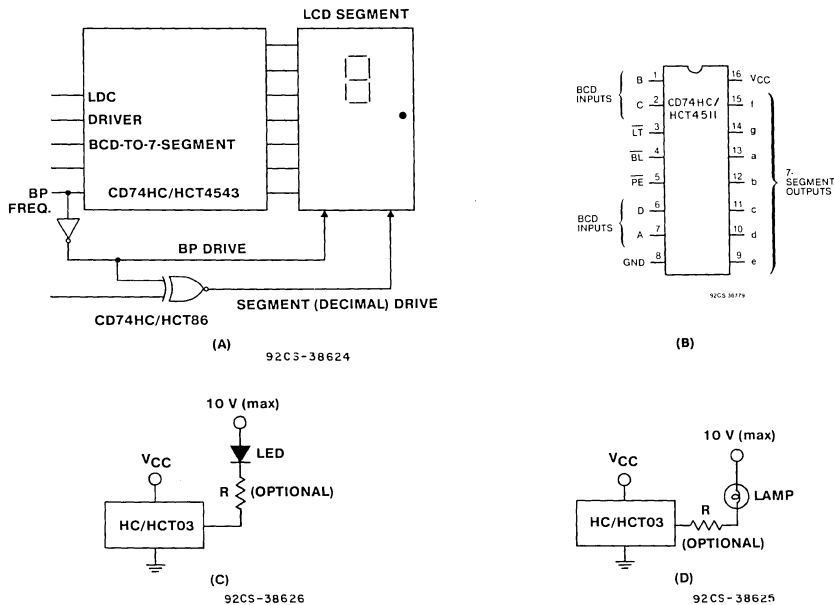 LCD SEGMENT
LDC
DRIVER
BCD-TO-7-SEGMENT
BP
FREQ.
CD74HC/HCT4543
BP DRIVE
SEGMENT (DECIMAL) DRIVE
CD74HC/HCT86
(A)
92CS-38624
CD74HC/
HCT4511
BCD
INPUTS
B 1
C 2
LT 3
BL 4
PE 5
BCD
INPUTS
D 6
A 7
GND 8
16 VCC
15 f
14 g
13 a
12 b
11 c
10 d
9 e
7-
SEGMENT
OUTPUTS
92CS-38779
(B)
10 V (max)
LED
VCC
R (OPTIONAL)
HC/HCT03
(C)
92CS-38626
10 V (max)
VCC
LAMP
R
HC/HCT03
(OPTIONAL)
(D)
92CS-38625